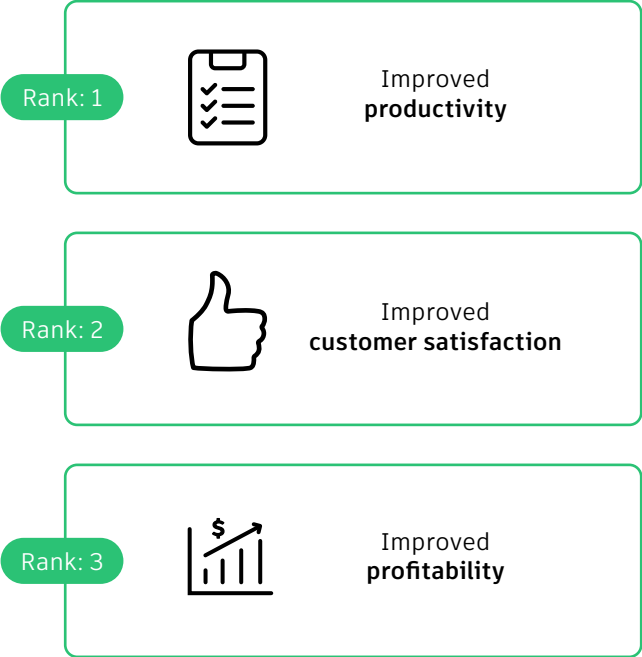 Rank: 1
Improved
productivity
Rank: 2
Improved
customer satisfaction
Rank: 3
$
Improved
profitability